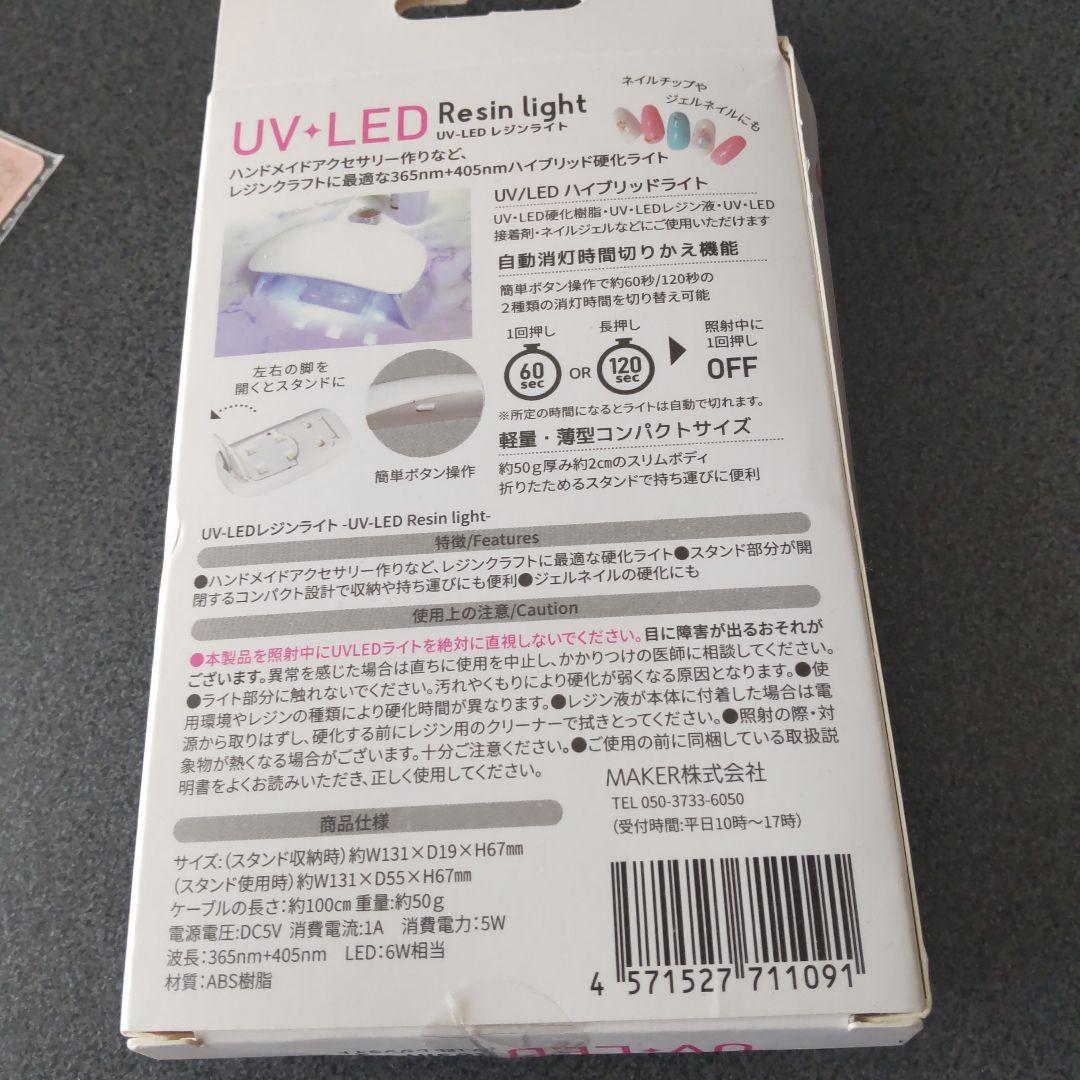 UV✦LED Resin light
UV-LED レジンライト
ネイルチップや
ジェルネイルにも
ハンドメイドアクセサリー作りなど、
レジンクラフトに最適な365nm+405nmハイブリッド硬化ライト
UV/LED ハイブリッドライト
UV・LED硬化樹脂・UV・LEDレジン液・UV・LED
接着剤・ネイルジェルなどにご使用いただけます
自動消灯時間切りかえ機能
簡単ボタン操作で約60秒/120秒の
2種類の消灯時間を切り替え可能
1回押し
60
sec
OR
長押し
120
sec
照射中に
1回押し
OFF
※所定の時間になるとライトは自動で切れます。
左右の脚を
開くとスタンドに
簡単ボタン操作
軽量・薄型コンパクトサイズ
約50g厚み約2cmのスリムボディ
折りたためるスタンドで持ち運びに便利
UV-LEDレジンライト -UV-LED Resin light-
特徴/Features
●ハンドメイドアクセサリー作りなど、レジンクラフトに最適な硬化ライト●スタンド部分が開
閉するコンパクト設計で収納や持ち運びにも便利●ジェルネイルの硬化にも
使用上の注意/Caution
●本製品を照射中にUVLEDライトを絶対に直視しないでください。目に障害が出るおそれが
ございます。異常を感じた場合は直ちに使用を中止し、かかりつけの医師に相談してください。
●ライト部分に触れないでください。汚れやくもりにより硬化が弱くなる原因となります。●使
用環境やレジンの種類により硬化時間が異なります。●レジン液が本体に付着した場合は電
源から取りはずし、硬化する前にレジン用のクリーナーで拭きとってください。●照射の際・対
象物が熱くなる場合がございます。十分ご注意ください。●ご使用の前に同梱している取扱説
明書をよくお読みいただき、正しく使用してください。
MAKER株式会社
TEL 050-3733-6050
(受付時間:平日10時～17時)
商品仕様
サイズ:(スタンド収納時)約W131×D19×H67㎜
(スタンド使用時)約W131×D55×H67㎜
ケーブルの長さ:約100㎝ 重量:約50g
電源電圧:DC5V 消費電流:1A 消費電力:5W
波長:365nm+405nm LED:6W相当
材質:ABS樹脂
4 571527 711091
UV✦LED